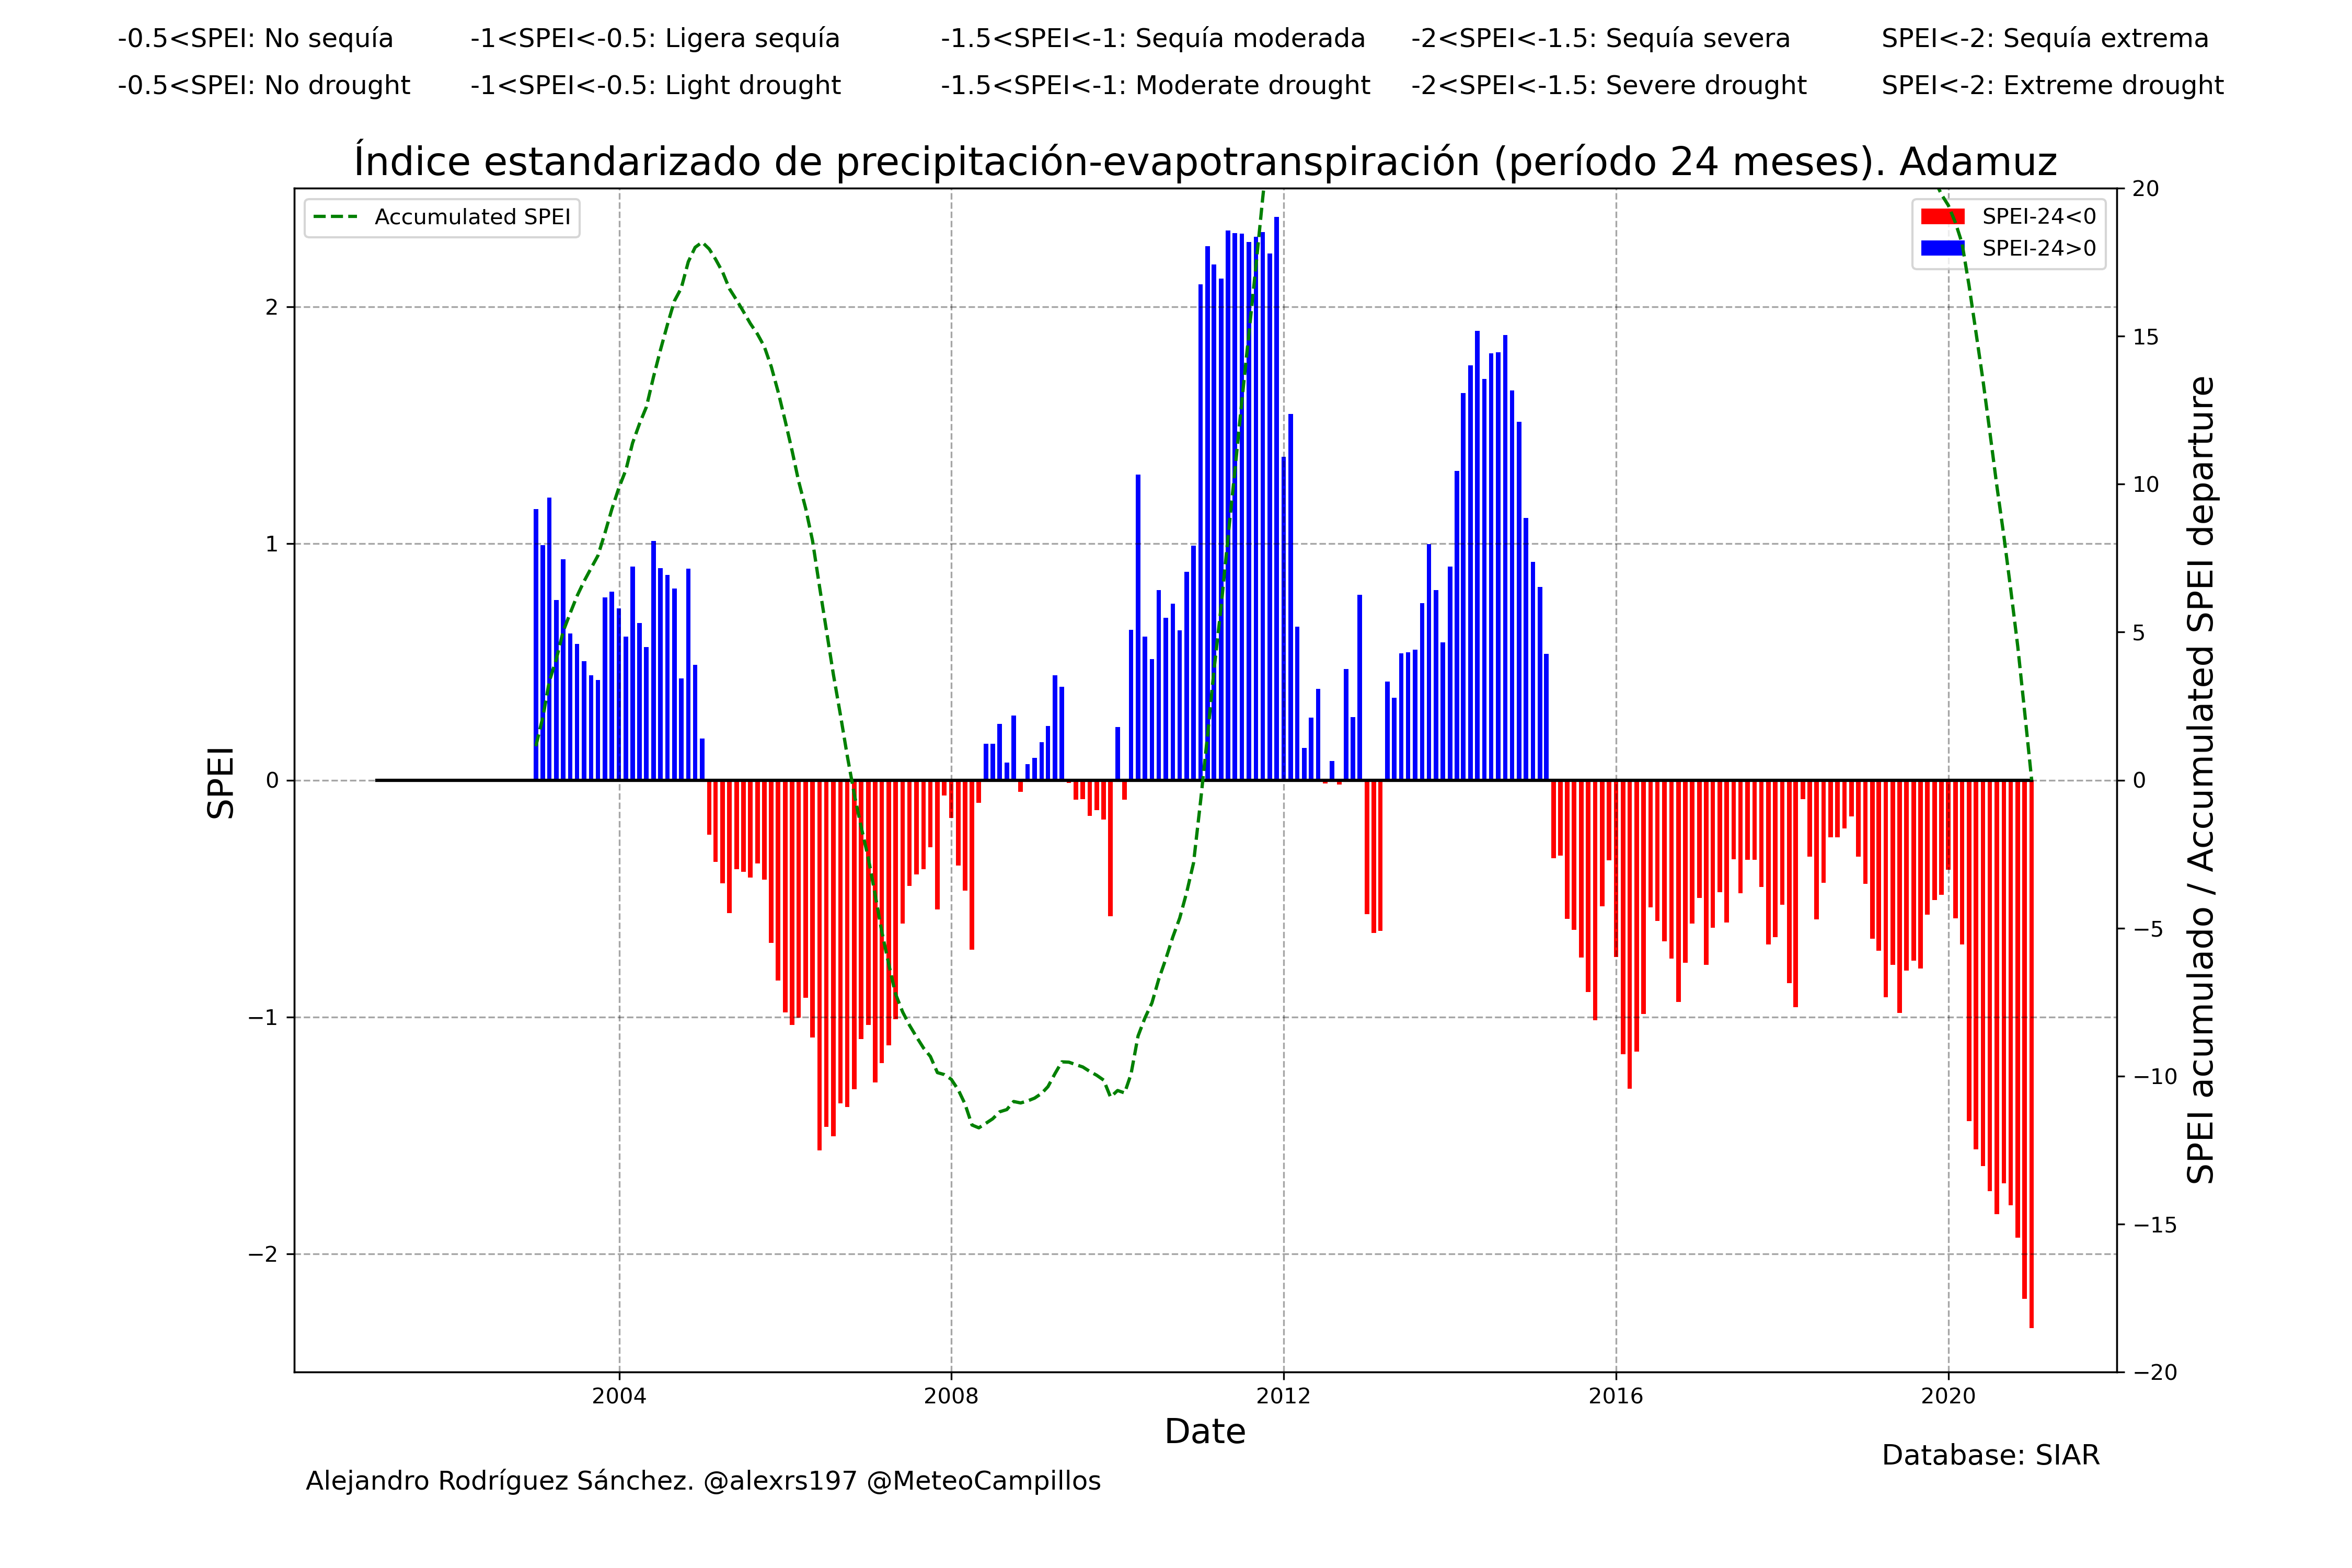 -0.5<SPEI: No sequía
-1<SPEI<-0.5: Ligera sequía
-1.5<SPEI<-1: Sequía moderada
-2<SPEI<-1.5: Sequía severa
SPEI<-2: Sequía extrema
-0.5<SPEI: No drought
-1<SPEI<-0.5: Light drought
-1.5<SPEI<-1: Moderate drought
-2<SPEI<-1.5: Severe drought
SPEI<-2: Extreme drought
Índice estandarizado de precipitación-evapotranspiración (período 24 meses). Adamuz
Accumulated SPEI
SPEI-24<0
SPEI-24>0
SPEI
2
1
0
−1
−2
20
15
10
5
0
−5
−10
−15
−20
SPEI acumulado / Accumulated SPEI departure
2004
2008
2012
2016
2020
Date
Database: SIAR
Alejandro Rodríguez Sánchez. @alexrs197 @MeteoCampillos